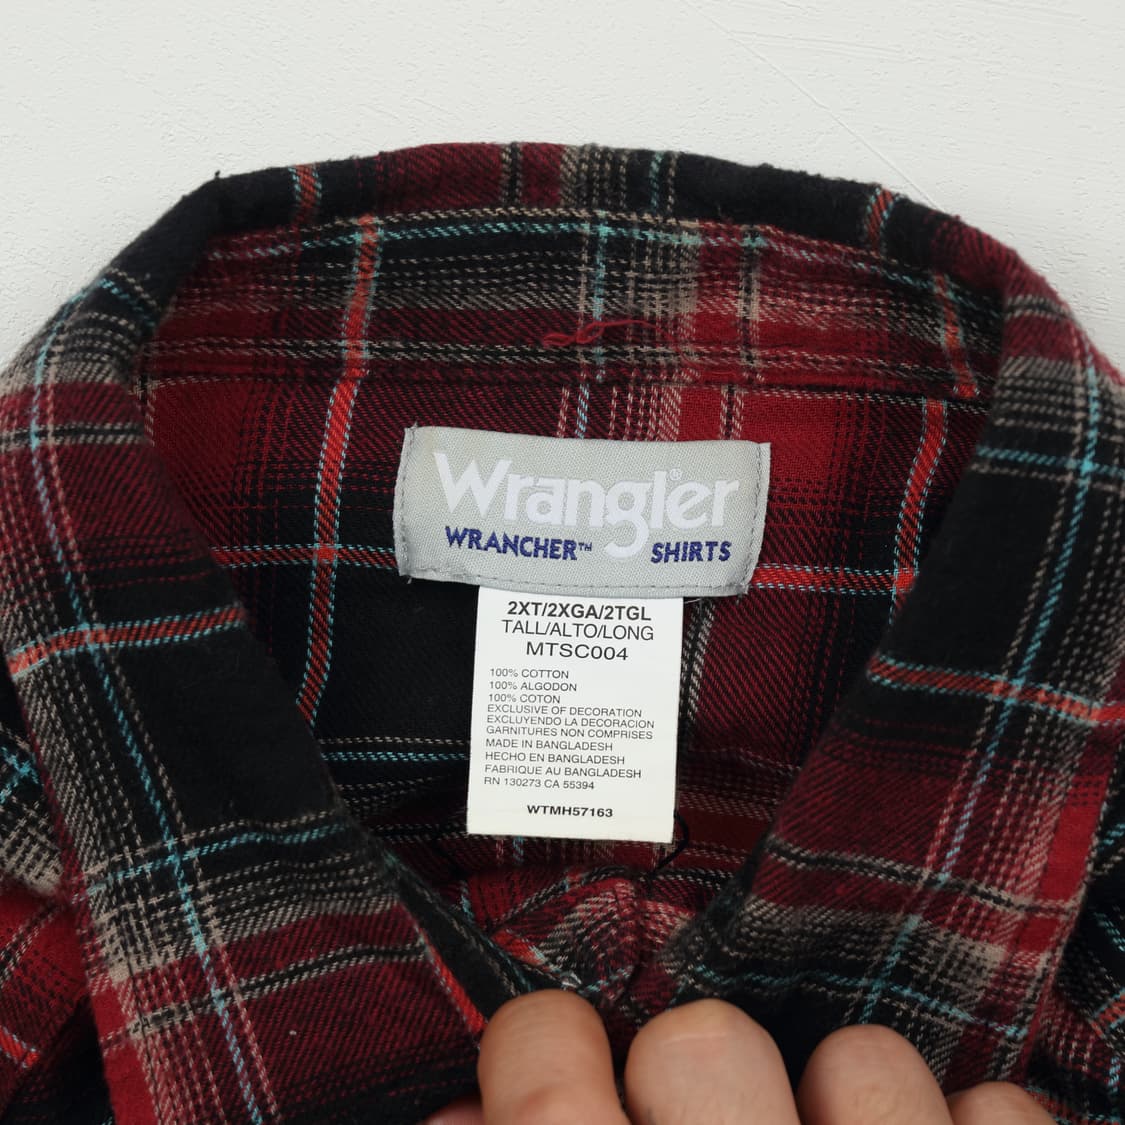 Wrangler®
WRANCHER™ SHIRTS
2XT/2XGA/2TGL
TALL/ALTO/LONG
MTSC004
100% COTTON
100% ALGODON
100% COTON
EXCLUSIVE OF DECORATION
EXCLUYENDO LA DECORACION
GARNITURES NON COMPRISES
MADE IN BANGLADESH
HECHO EN BANGLADESH
FABRIQUE AU BANGLADESH
RN 130273 CA 55394
WTMH57163